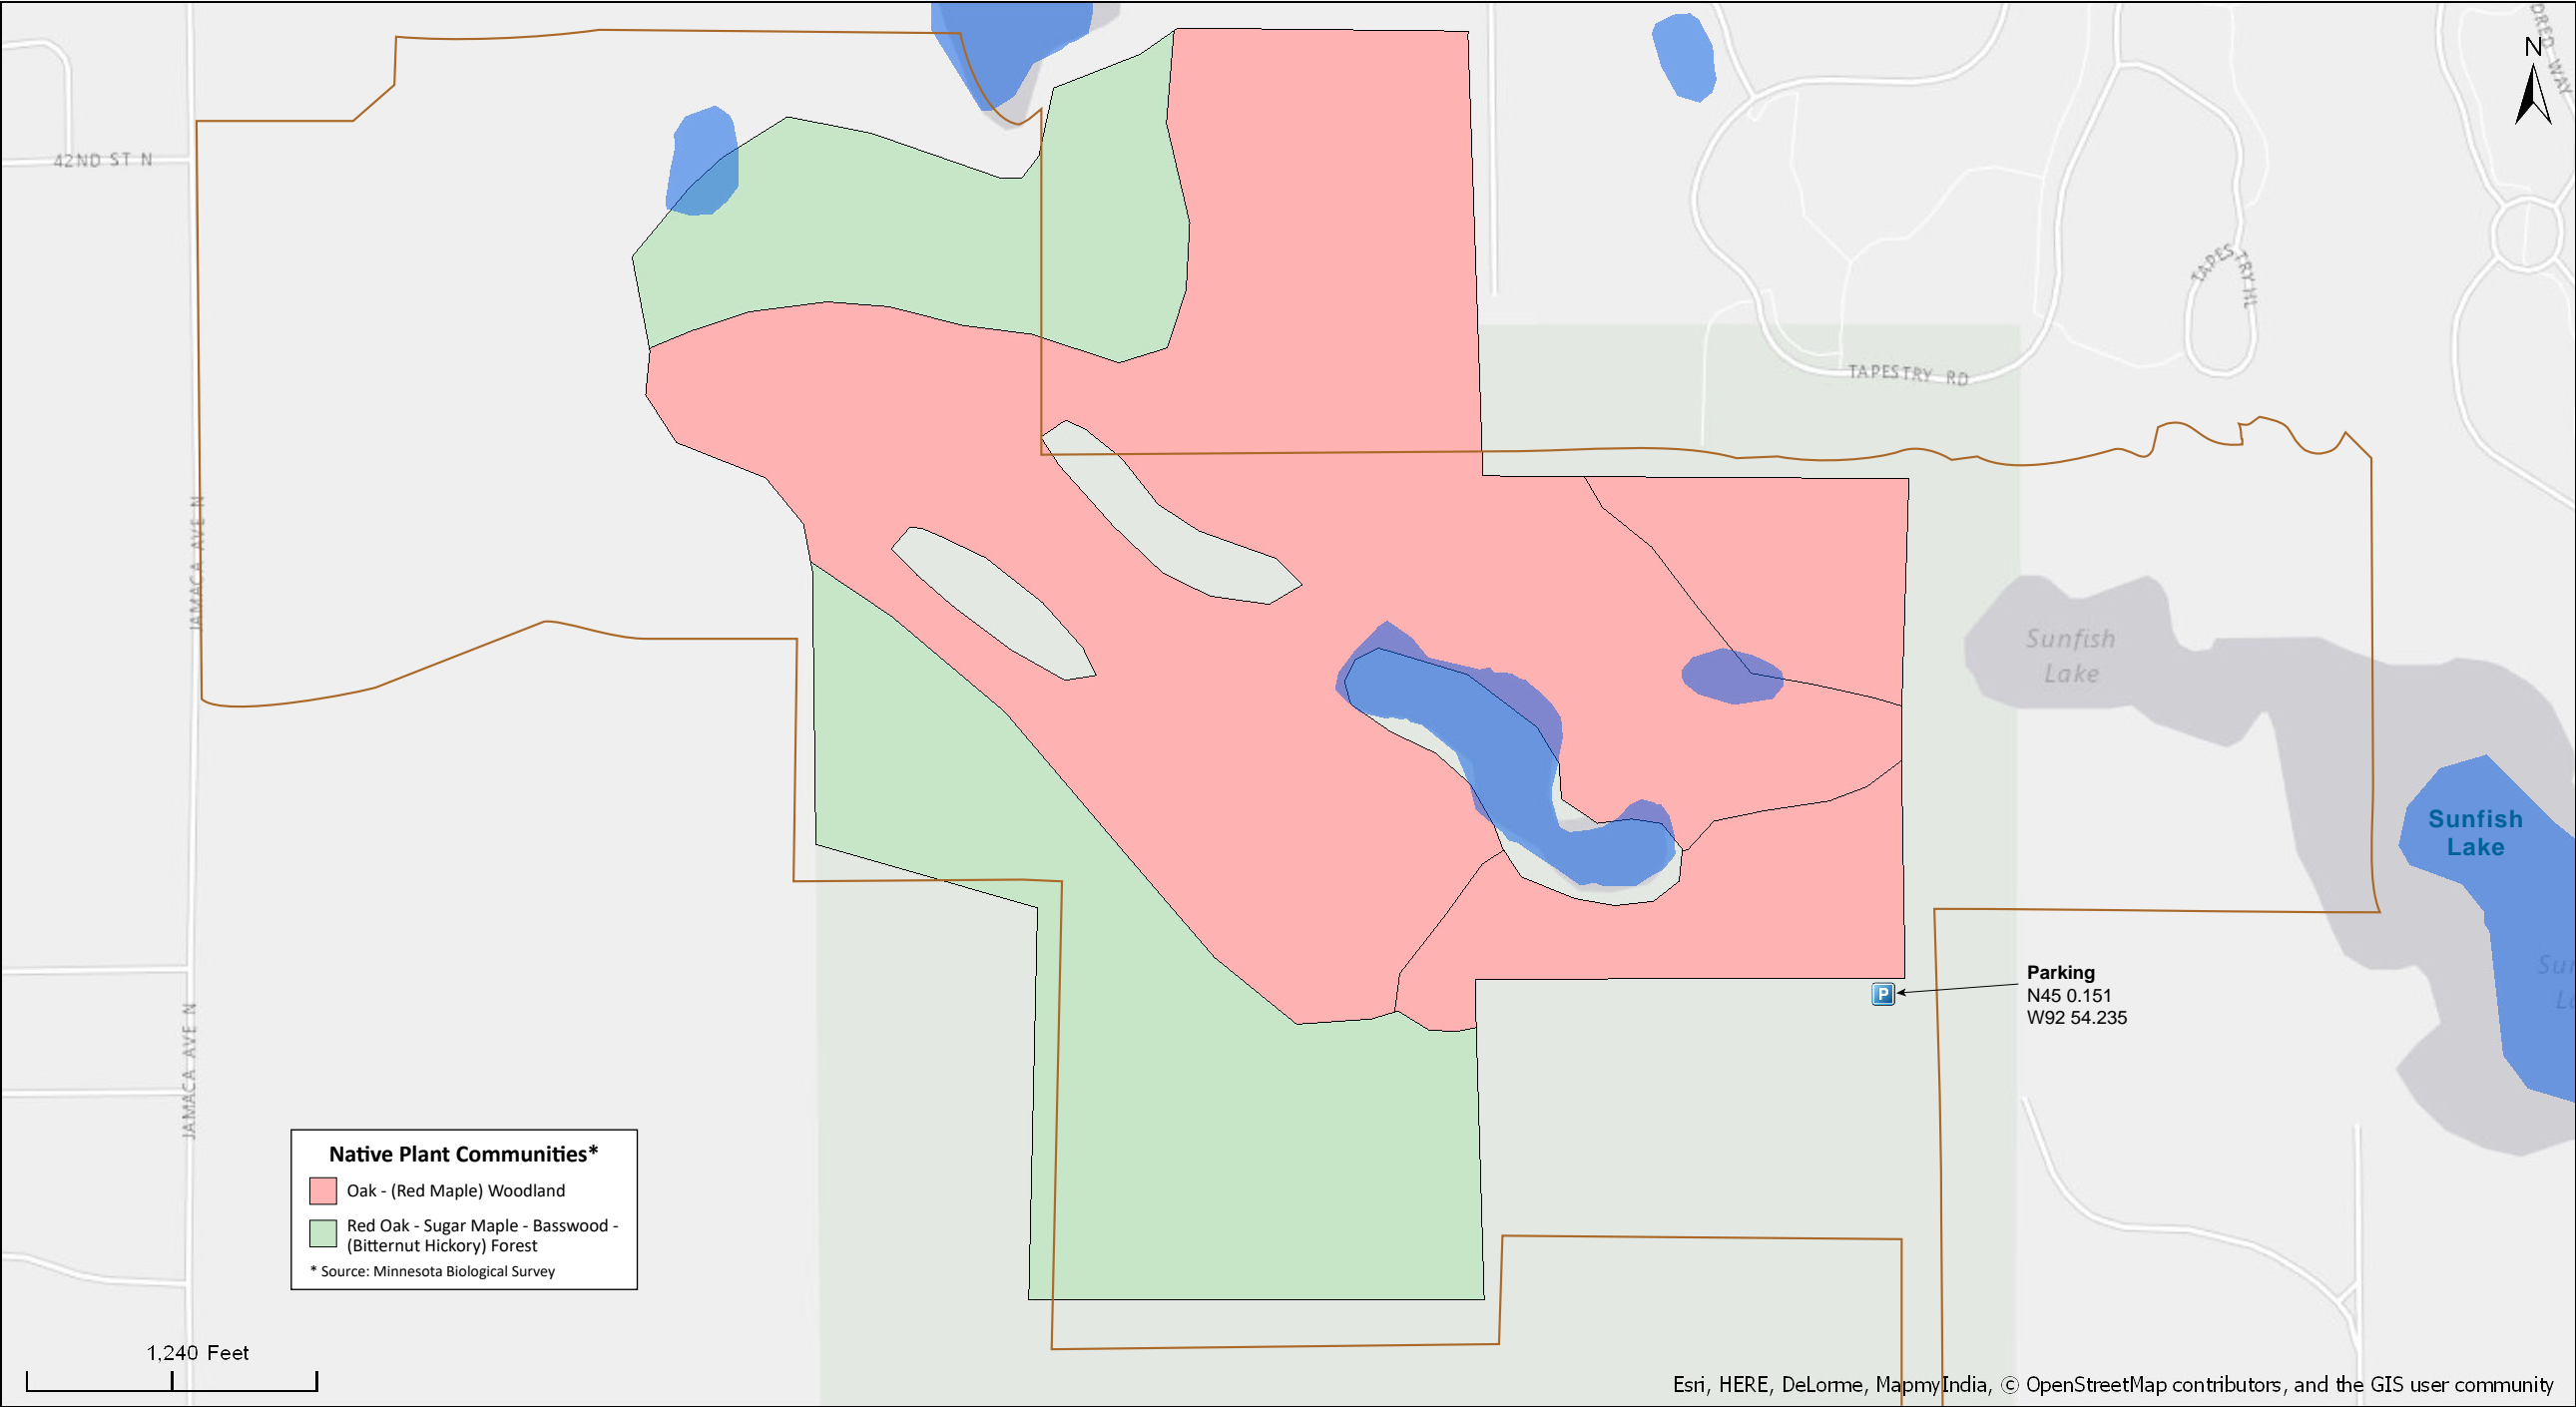 DRED WAY
N
42ND ST N
TAPESTRY HL
TAPESTRY RD
JAMACA AVE N
Sunfish
Lake
Sunfish
Lake
P
Parking
N45 0.151
W92 54.235
JAMACA AVE N
Native Plant Communities*
Oak - (Red Maple) Woodland
Red Oak - Sugar Maple - Basswood -
(Bitternut Hickory) Forest
* Source: Minnesota Biological Survey
1,240 Feet
Esri, HERE, DeLorme, MapmyIndia, © OpenStreetMap contributors, and the GIS user community